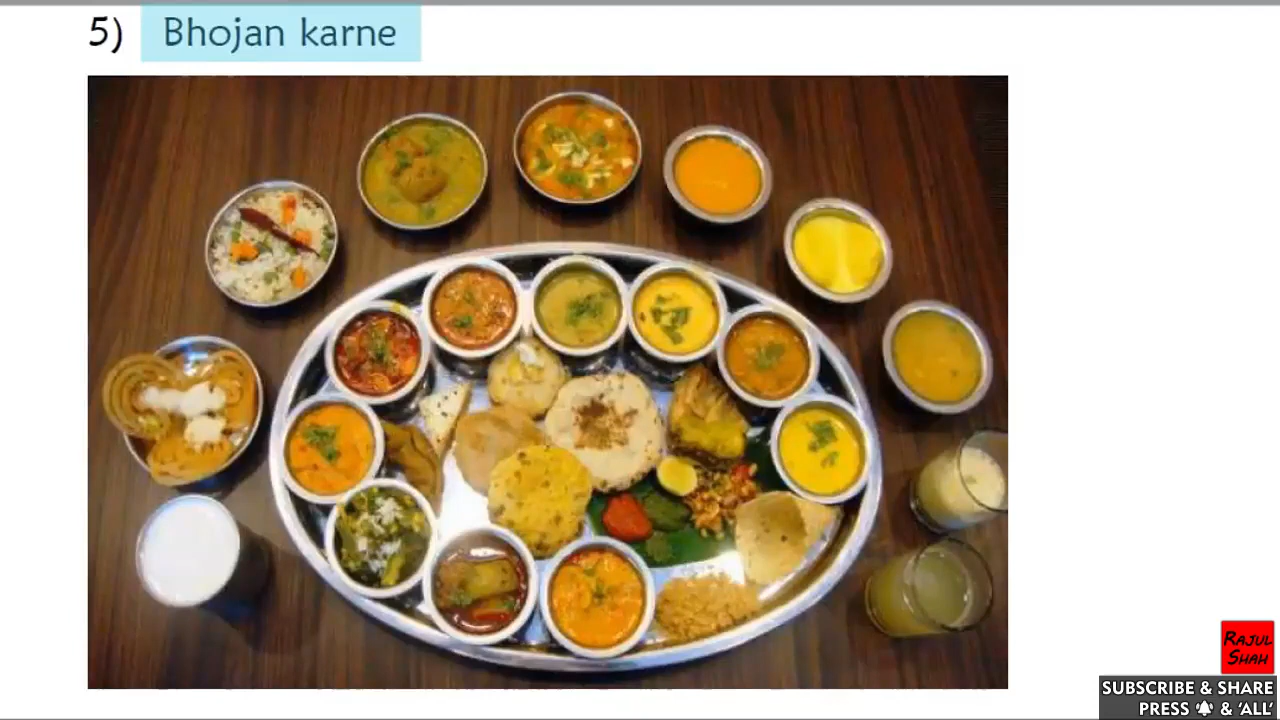 5) Bhojan karne
RAJUL
SHAH
SUBSCRIBE & SHARE
PRESS 🔔 & 'ALL'